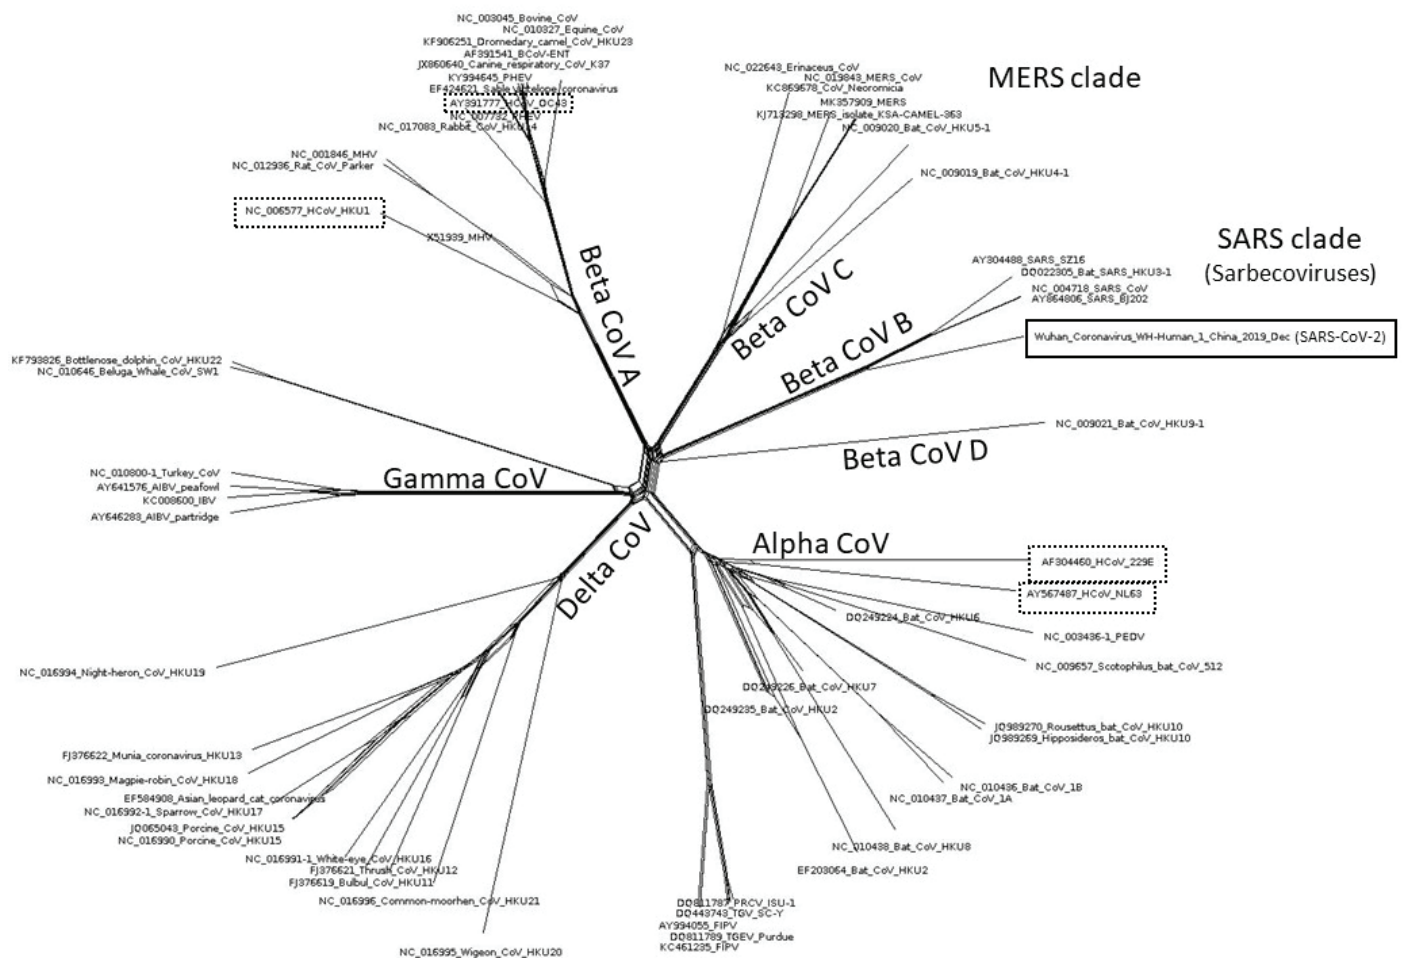 NC_003045_Bovine_CoV
NC_010327_Equine_CoV
KF906251_Dromedary_camel_CoV_HKU23
AF391541_BCoV-ENT
JX860640_Canine_respiratory_CoV_K37
KY994645_PHEV
EF424621_Sable_antelope_coronavirus
AY391777_HCoV_OC43
NC_007732_PHEV
NC_017083_Rabbit_CoV_HKU14
NC_001846_MHV
NC_012936_Rat_CoV_Parker
NC_006577_HCoV_HKU1
X51939_MHV
Beta CoV A
NC_022643_Erinaceus_CoV
NC_019843_MERS_CoV
KC869678_CoV_Neoromicia
MK357909_MERS
KJ713298_MERS_isolate_KSA-CAMEL-363
NC_009020_Bat_CoV_HKU5-1
NC_009019_Bat_CoV_HKU4-1
MERS clade
Beta CoV C
SARS clade
(Sarbecoviruses)
AY304488_SARS_SZ16
DQ022305_Bat_SARS_HKU3-1
NC_004718_SARS_CoV
AY864806_SARS_BJ202
Wuhan_Coronavirus_WH-Human_1_China_2019_Dec (SARS-CoV-2)
Beta CoV B
NC_009021_Bat_CoV_HKU9-1
Beta CoV D
KF793826_Bottlenose_dolphin_CoV_HKU22
NC_010646_Beluga_Whale_CoV_SW1
NC_010800-1_Turkey_CoV
AY641576_AIBV_peafowl
KC008600_IBV
AY646283_AIBV_partridge
Gamma CoV
Delta CoV
Alpha CoV
AF304460_HCoV_229E
AY567487_HCoV_NL63
DQ249224_Bat_CoV_HKU6
NC_003436-1_PEDV
NC_009657_Scotophilus_bat_CoV_512
DQ249226_Bat_CoV_HKU7
DQ249235_Bat_CoV_HKU2
JQ989270_Rousettus_bat_CoV_HKU10
JQ989269_Hipposideros_bat_CoV_HKU10
NC_010436_Bat_CoV_1B
NC_010437_Bat_CoV_1A
NC_010438_Bat_CoV_HKU8
EF203064_Bat_CoV_HKU2
NC_016994_Night-heron_CoV_HKU19
FJ376622_Munia_coronavirus_HKU13
NC_016993_Magpie-robin_CoV_HKU18
EF584908_Asian_leopard_cat_coronavirus
NC_016992-1_Sparrow_CoV_HKU17
JQ065043_Porcine_CoV_HKU15
NC_016990_Porcine_CoV_HKU15
NC_016991-1_White-eye_CoV_HKU16
FJ376621_Thrush_CoV_HKU12
FJ376619_Bulbul_CoV_HKU11
NC_016996_Common-moorhen_CoV_HKU21
NC_016995_Wigeon_CoV_HKU20
DQ811787_PRCV_ISU-1
DQ443743_TGV_SC-Y
AY994055_FIPV
DQ811789_TGEV_Purdue
KC461235_FIPV